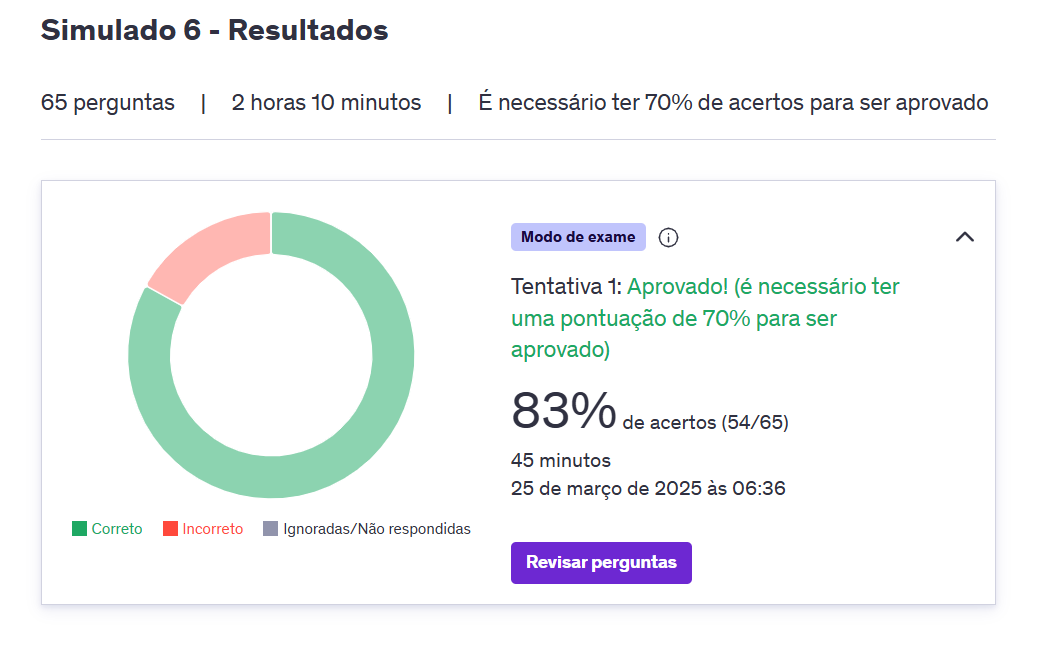 Simulado 6 - Resultados
65 perguntas | 2 horas 10 minutos | É necessário ter 70% de acertos para ser aprovado
Modo de exame
Tentativa 1: Aprovado! (é necessário ter
uma pontuação de 70% para ser
aprovado)
83% de acertos (54/65)
45 minutos
25 de março de 2025 às 06:36
Correto Incorreto Ignoradas/Não respondidas
Revisar perguntas